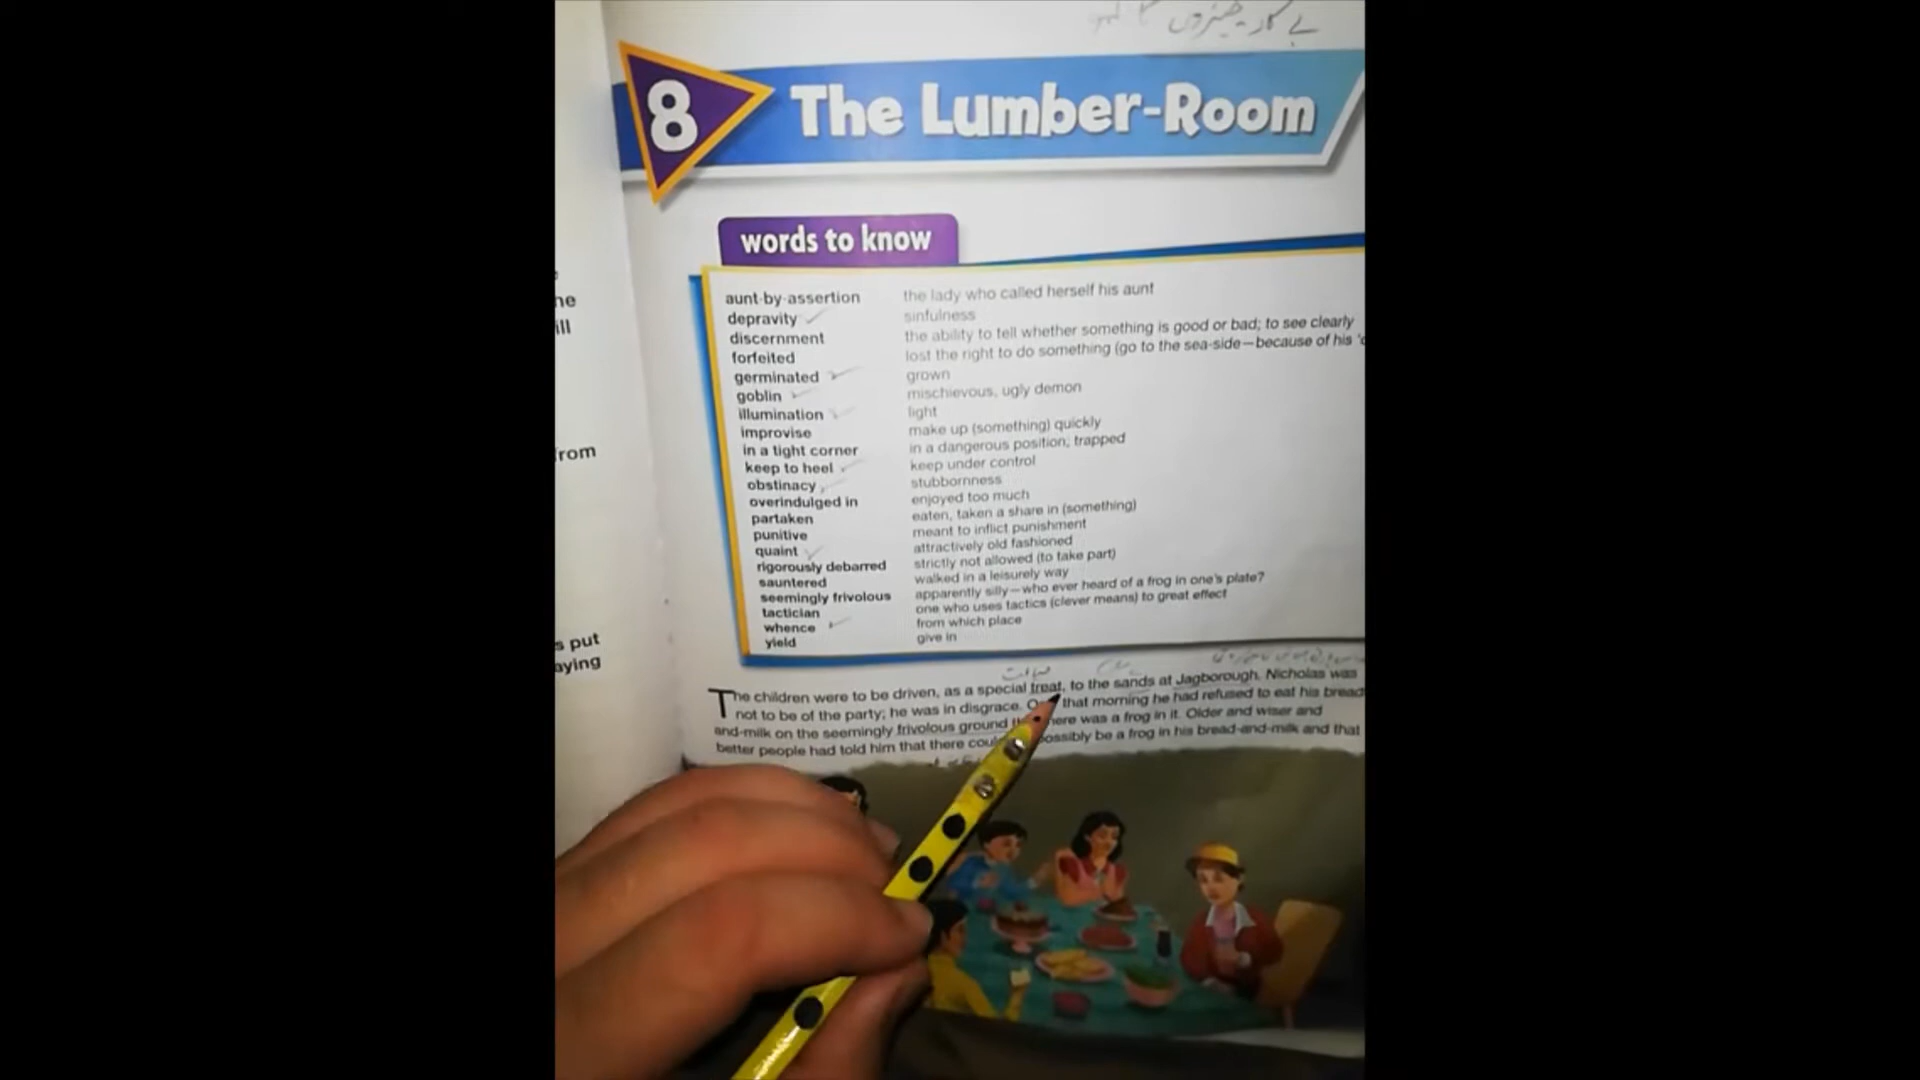 بے کار چیزوں کا
8
The Lumber-Room
words to know
aunt-by-assertion the lady who called herself his aunt
depravity sinfulness
discernment the ability to tell whether something is good or bad; to see clearly
forfeited lost the right to do something (go to the sea-side—because of his
germinated grown
goblin mischievous, ugly demon
illumination light
improvise make up (something) quickly
in a tight corner in a dangerous position; trapped
keep to heel keep under control
obstinacy stubbornness
overindulged in enjoyed too much
partaken eaten, taken a share in (something)
punitive meant to inflict punishment
quaint attractively old fashioned
rigorously debarred strictly not allowed (to take part)
sauntered walked in a leisurely way
seemingly frivolous apparently silly—who ever heard of a frog in one's plate?
tactician one who uses tactics (clever means) to great effect
whence from which place
yield give in
The children were to be driven, as a special treat, to the sands at Jagborough. Nicholas was
not to be of the party; he was in disgrace. that morning he had refused to eat his bread
and-milk on the seemingly frivolous ground there was a frog in it. Older and wiser and
better people had told him that there possibly be a frog in his bread-and-milk and that
he
ill
from
s put
aying